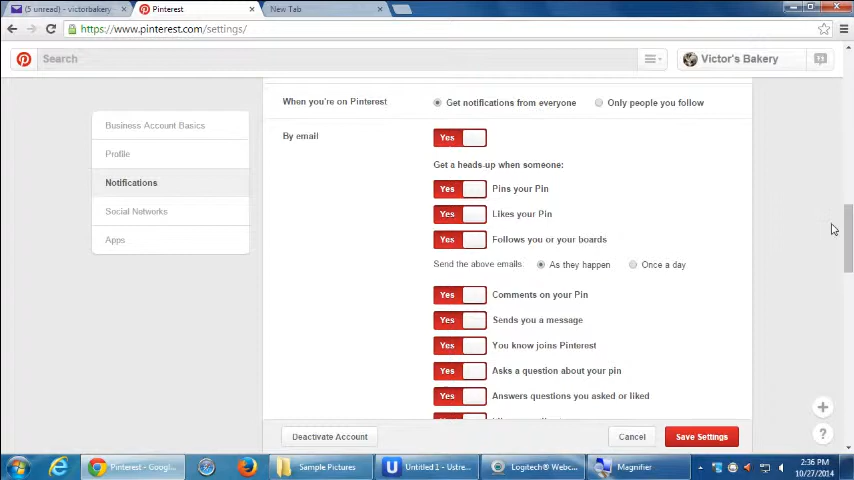 (5 unread) - victorbakery
Pinterest
New Tab
https://www.pinterest.com/settings/
Search
Victor's Bakery
When you're on Pinterest
Get notifications from everyone
Only people you follow
Business Account Basics
Profile
Notifications
Social Networks
Apps
By email
Yes
Get a heads-up when someone:
Yes Pins your Pin
Yes Likes your Pin
Yes Follows you or your boards
Send the above emails: As they happen Once a day
Yes Comments on your Pin
Yes Sends you a message
Yes You know joins Pinterest
Yes Asks a question about your pin
Yes Answers questions you asked or liked
Deactivate Account
Cancel
Save Settings
+
?
Pinterest - Googl...
Sample Pictures
Untitled 1 - Ustre...
Logitech® Webc...
Magnifier
2:36 PM
10/27/2014